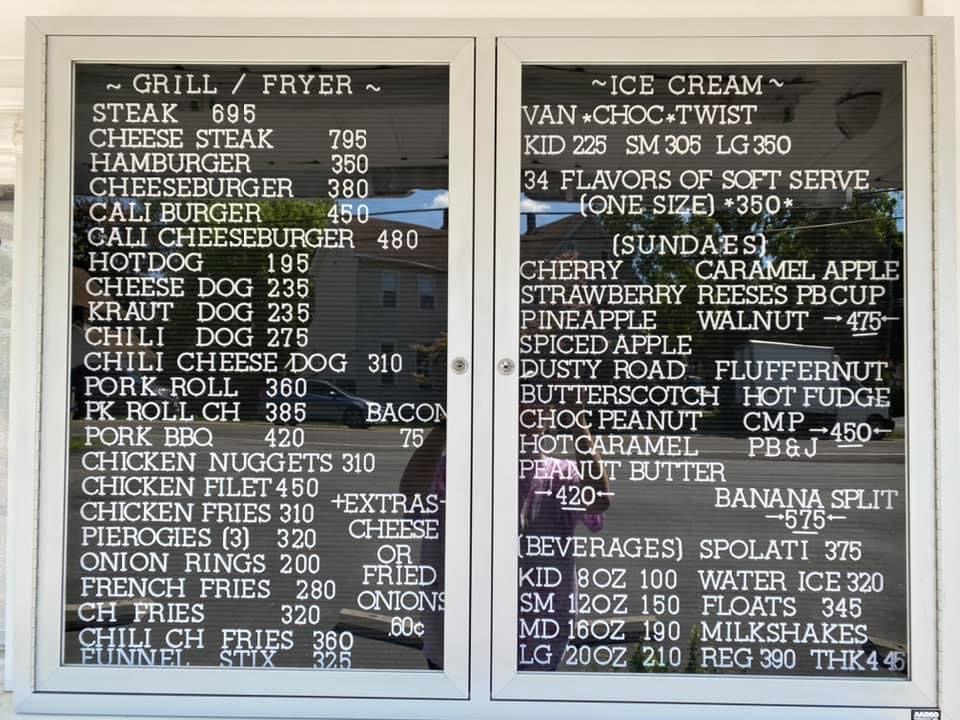 ~ GRILL / FRYER ~
STEAK 695
CHEESE STEAK 795
HAMBURGER 350
CHEESEBURGER 380
CALI BURGER 450
CALI CHEESEBURGER 480
HOTDOG 195
CHEESE DOG 235
KRAUT DOG 235
CHILI DOG 275
CHILI CHEESE DOG 310
PORK ROLL 360
PK ROLL CH 385
PORK BBQ 420
CHICKEN NUGGETS 310
CHICKEN FILET 450
CHICKEN FRIES 310
PIEROGIES (3) 320
ONION RINGS 200
FRENCH FRIES 280
CH FRIES 320
CHILI CH FRIES 360
FUNNEL STIX 325
BACON
75
+EXTRAS+
CHEESE
OR
FRIED
ONIONS
.60¢
~ICE CREAM~
VAN *CHOC*TWIST
KID 225 SM 305 LG 350
34 FLAVORS OF SOFT SERVE
(ONE SIZE) *350*
(SUNDAES)
CHERRY CARAMEL APPLE
STRAWBERRY REESES PB CUP
PINEAPPLE WALNUT →475←
SPICED APPLE
DUSTY ROAD FLUFFERNUT
BUTTERSCOTCH HOT FUDGE
CHOC PEANUT CMP →450←
HOT CARAMEL PB & J
PEANUT BUTTER
→420←
BANANA SPLIT
→575←
(BEVERAGES) SPOLATI 375
KID 8OZ 100 WATER ICE 320
SM 12OZ 150 FLOATS 345
MD 16OZ 190 MILKSHAKES
LG 20OZ 210 REG 390 THK 445